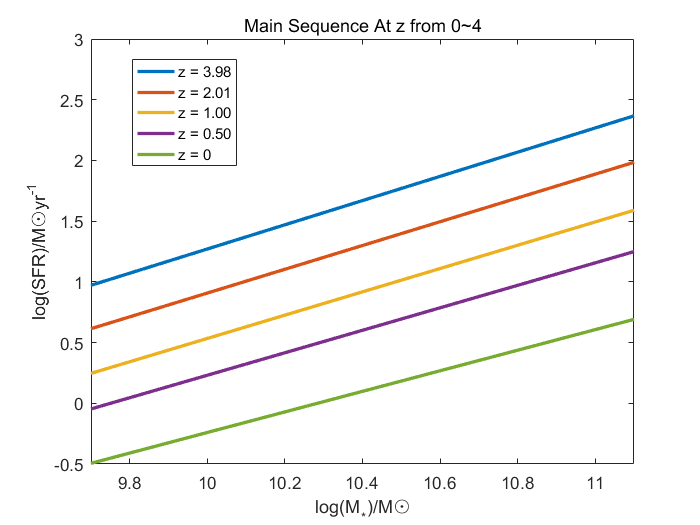 Main Sequence At z from 0~4
3
2.5
2
1.5
1
0.5
0
-0.5
log(SFR)/M☉yr⁻¹
z = 3.98
z = 2.01
z = 1.00
z = 0.50
z = 0
9.8 10 10.2 10.4 10.6 10.8 11
log(M⋆)/M☉